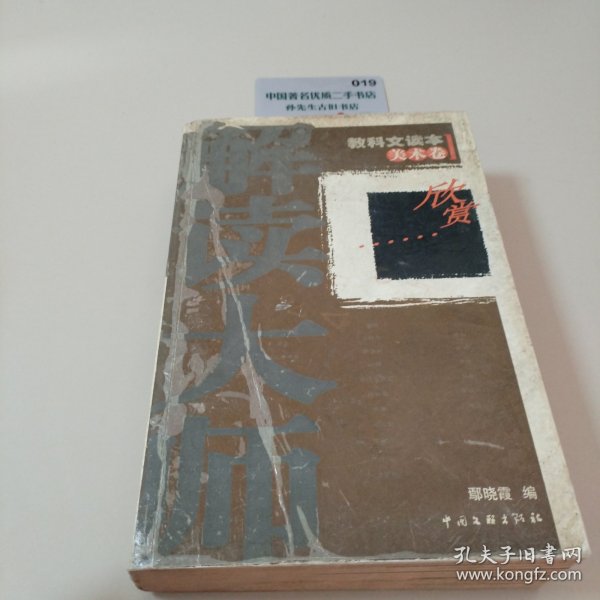 019
中国著名优质二手书店
孙先生古旧书店
教科文读本
美术卷
欣赏
......
解读大师
鄢晓霞 编
中国文联出版社
孔夫子旧书网
www.kongfz.com